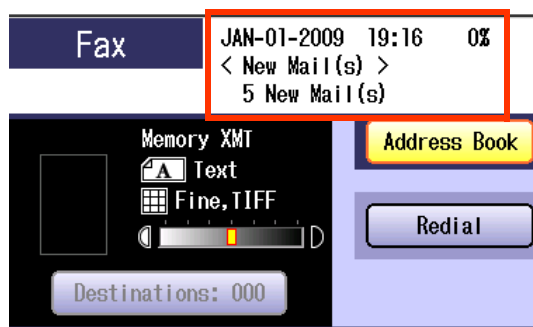 Fax
JAN-01-2009 19:16 0%
< New Mail(s) >
5 New Mail(s)
Memory XMT
A Text
Fine,TIFF
Address Book
Redial
Destinations: 000